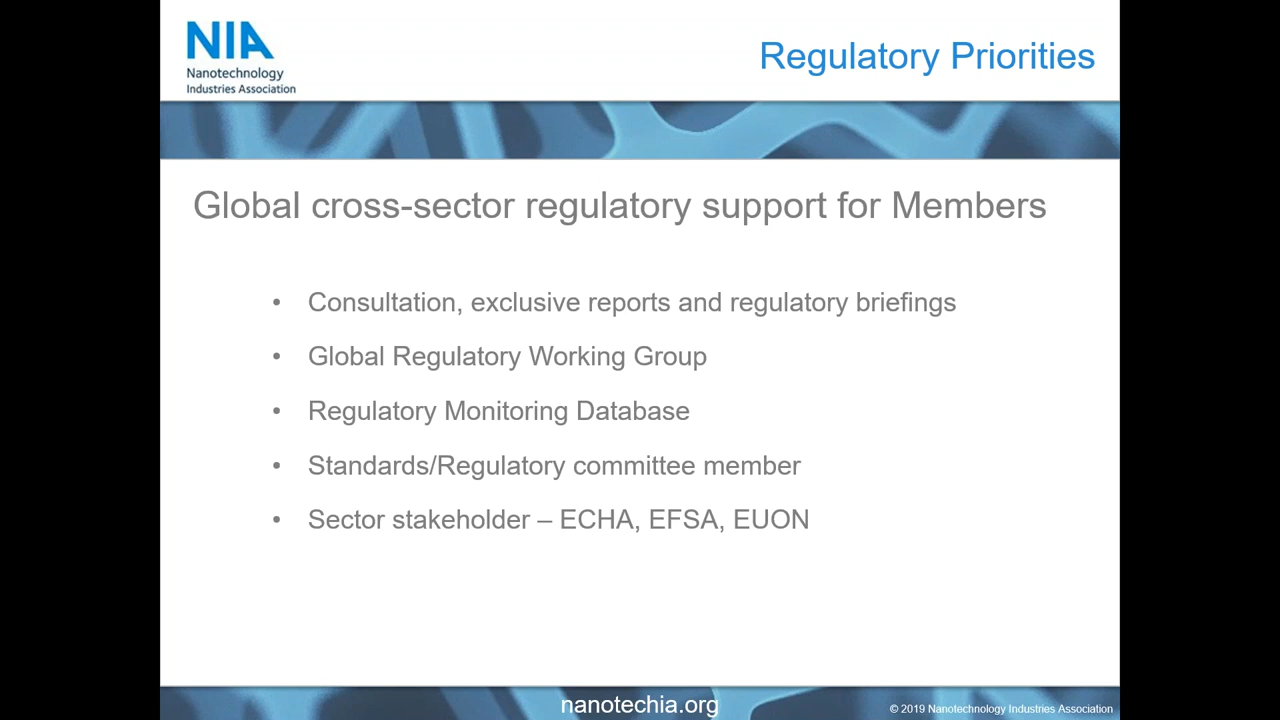 NIA
Nanotechnology
Industries Association
Regulatory Priorities
Global cross-sector regulatory support for Members
• Consultation, exclusive reports and regulatory briefings
• Global Regulatory Working Group
• Regulatory Monitoring Database
• Standards/Regulatory committee member
• Sector stakeholder – ECHA, EFSA, EUON
nanotechia.org
© 2019 Nanotechnology Industries Association